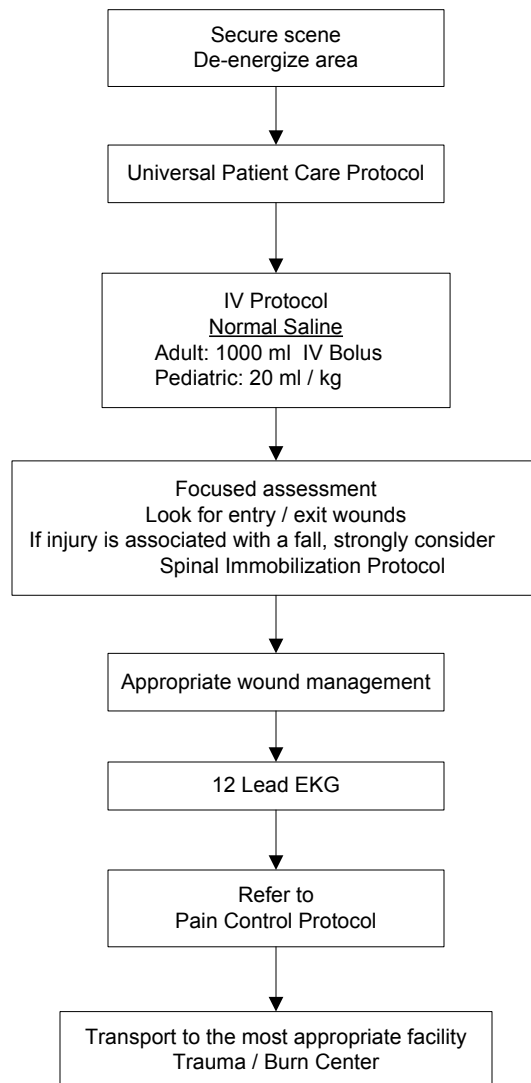 Secure scene
De-energize area
Universal Patient Care Protocol
IV Protocol
Normal Saline
Adult: 1000 ml IV Bolus
Pediatric: 20 ml / kg
Focused assessment
Look for entry / exit wounds
If injury is associated with a fall, strongly consider
Spinal Immobilization Protocol
Appropriate wound management
12 Lead EKG
Refer to
Pain Control Protocol
Transport to the most appropriate facility
Trauma / Burn Center